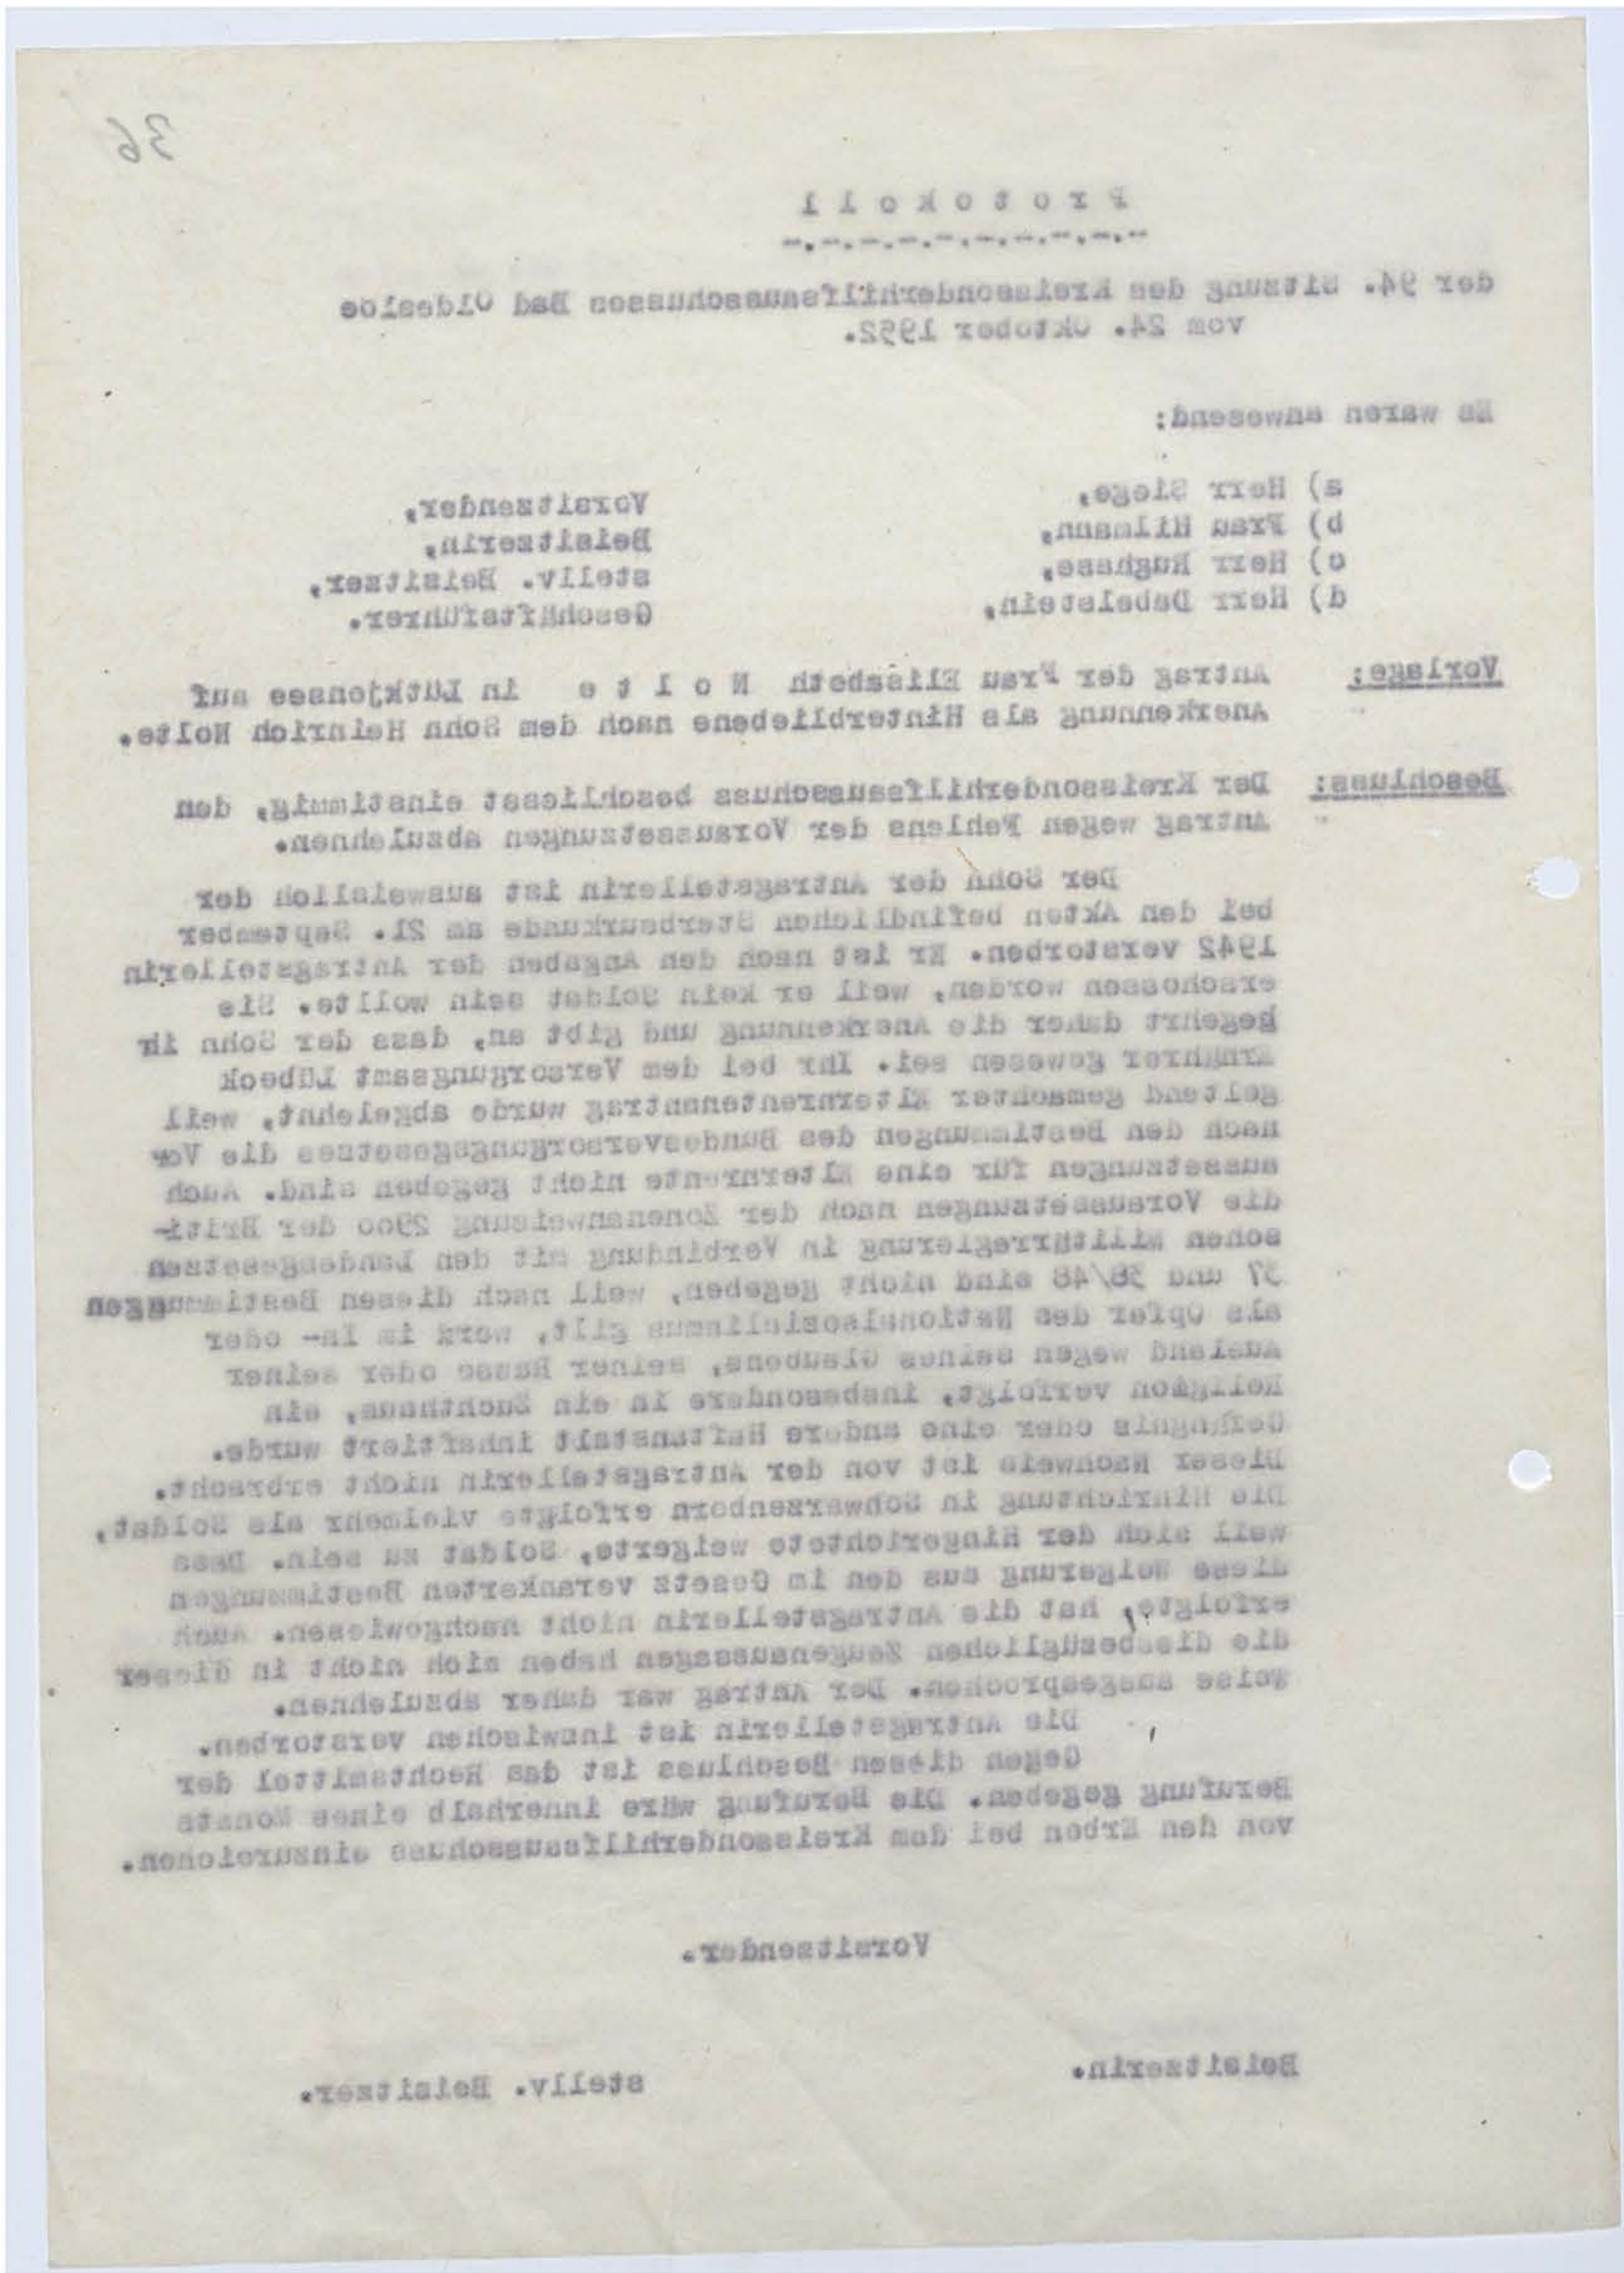 36
P r o t o k o l l
-.-.-.-.-.-.-.-.-.-
der 94. Sitzung des Kreissonderhilfsausschusses Bad Oldesloe
vom 24. Oktober 1952.
Es waren anwesend:
a) Herr Siege, Vorsitzender,
b) Frau Hilmann, Beisitzerin,
c) Herr Rughase, stellv. Beisitzer,
d) Herr Dabelstein, Geschäftsführer.
Vorlage: Antrag der Frau Elisabeth N o l t e in Lütjensee auf
Anerkennung als Hinterbliebene nach dem Sohn Heinrich Nolte.
Beschluss: Der Kreissonderhilfsausschuss beschliesst einstimmig, den
Antrag wegen Fehlens der Voraussetzungen abzulehnen.
Der Sohn der Antragstellerin ist ausweislich der
bei den Akten befindlichen Sterbeurkunde am 21. September
1942 verstorben. Er ist nach den Angaben der Antragstellerin
erschossen worden, weil er kein Soldat sein wollte. Sie
begehrt daher die Anerkennung und gibt an, dass der Sohn ih
Ernährer gewesen sei. Ihr bei dem Versorgungsamt Lübeck
geltend gemachter Elternrentenantrag wurde abgelehnt, weil
nach den Bestimmungen des Bundesversorgungsgesetzes die Vor
aussetzungen für eine Elternrente nicht gegeben sind. Auch
die Voraussetzungen nach der Zonenanweisung 2900 der Briti-
schen Militärregierung in Verbindung mit den Landesgesetzen
37 und 38/48 sind nicht gegeben, weil nach diesen Bestimmungen
als Opfer des Nationalsozialismus gilt, werk im In- oder
Ausland wegen seines Glaubens, seiner Rasse oder seiner
Religion verfolgt, insbesondere in ein Zuchthaus, ein
Gefängnis oder eine andere Haftanstalt inhaftiert wurde.
Dieser Nachweis ist von der Antragstellerin nicht erbracht.
Die Hinrichtung in Schwarzenborn erfolgte vielmehr als Soldat,
weil sich der Hingerichtete weigerte, Soldat zu sein. Dass
diese Weigerung aus den im Gesetz verankerten Bestimmungen
erfolgte, hat die Antragstellerin nicht nachgewiesen. Auch
die diesbezüglichen Zeugenaussagen haben sich nicht in dieser
Weise ausgesprochen. Der Antrag war daher abzulehnen.
Die Antragstellerin ist inzwischen verstorben.
Gegen diesen Beschluss ist das Rechtsmittel der
Berufung gegeben. Die Berufung wäre innerhalb eines Monats
von den Erben bei dem Kreissonderhilfsausschuss einzureichen.
Vorsitzender.
Beisitzerin. stellv. Beisitzer.